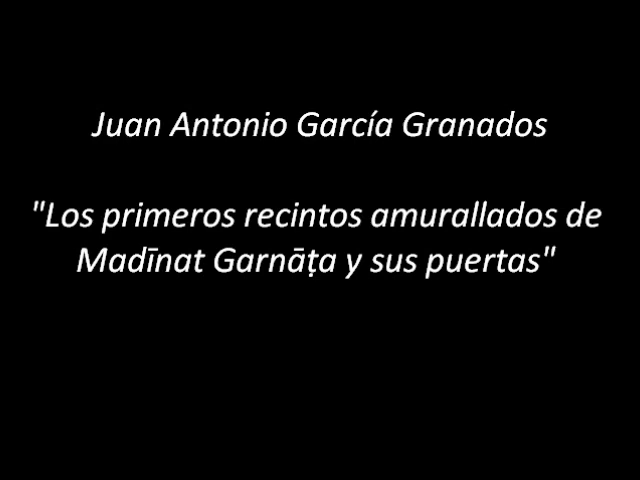 Juan Antonio García Granados
"Los primeros recintos amurallados de
Madīnat Garnāṭa y sus puertas"